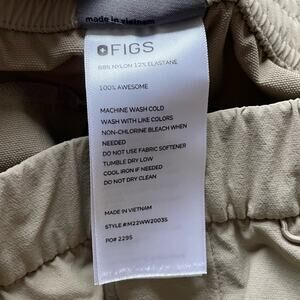 made in vietnam
FIGS
88% NYLON 12% ELASTANE
100% AWESOME
MACHINE WASH COLD
WASH WITH LIKE COLORS
NON-CHLORINE BLEACH WHEN
NEEDED
DO NOT USE FABRIC SOFTENER
TUMBLE DRY LOW
COOL IRON IF NEEDED
DO NOT DRY CLEAN
MADE IN VIETNAM
STYLE #:M22WW2003S
PO# 2295